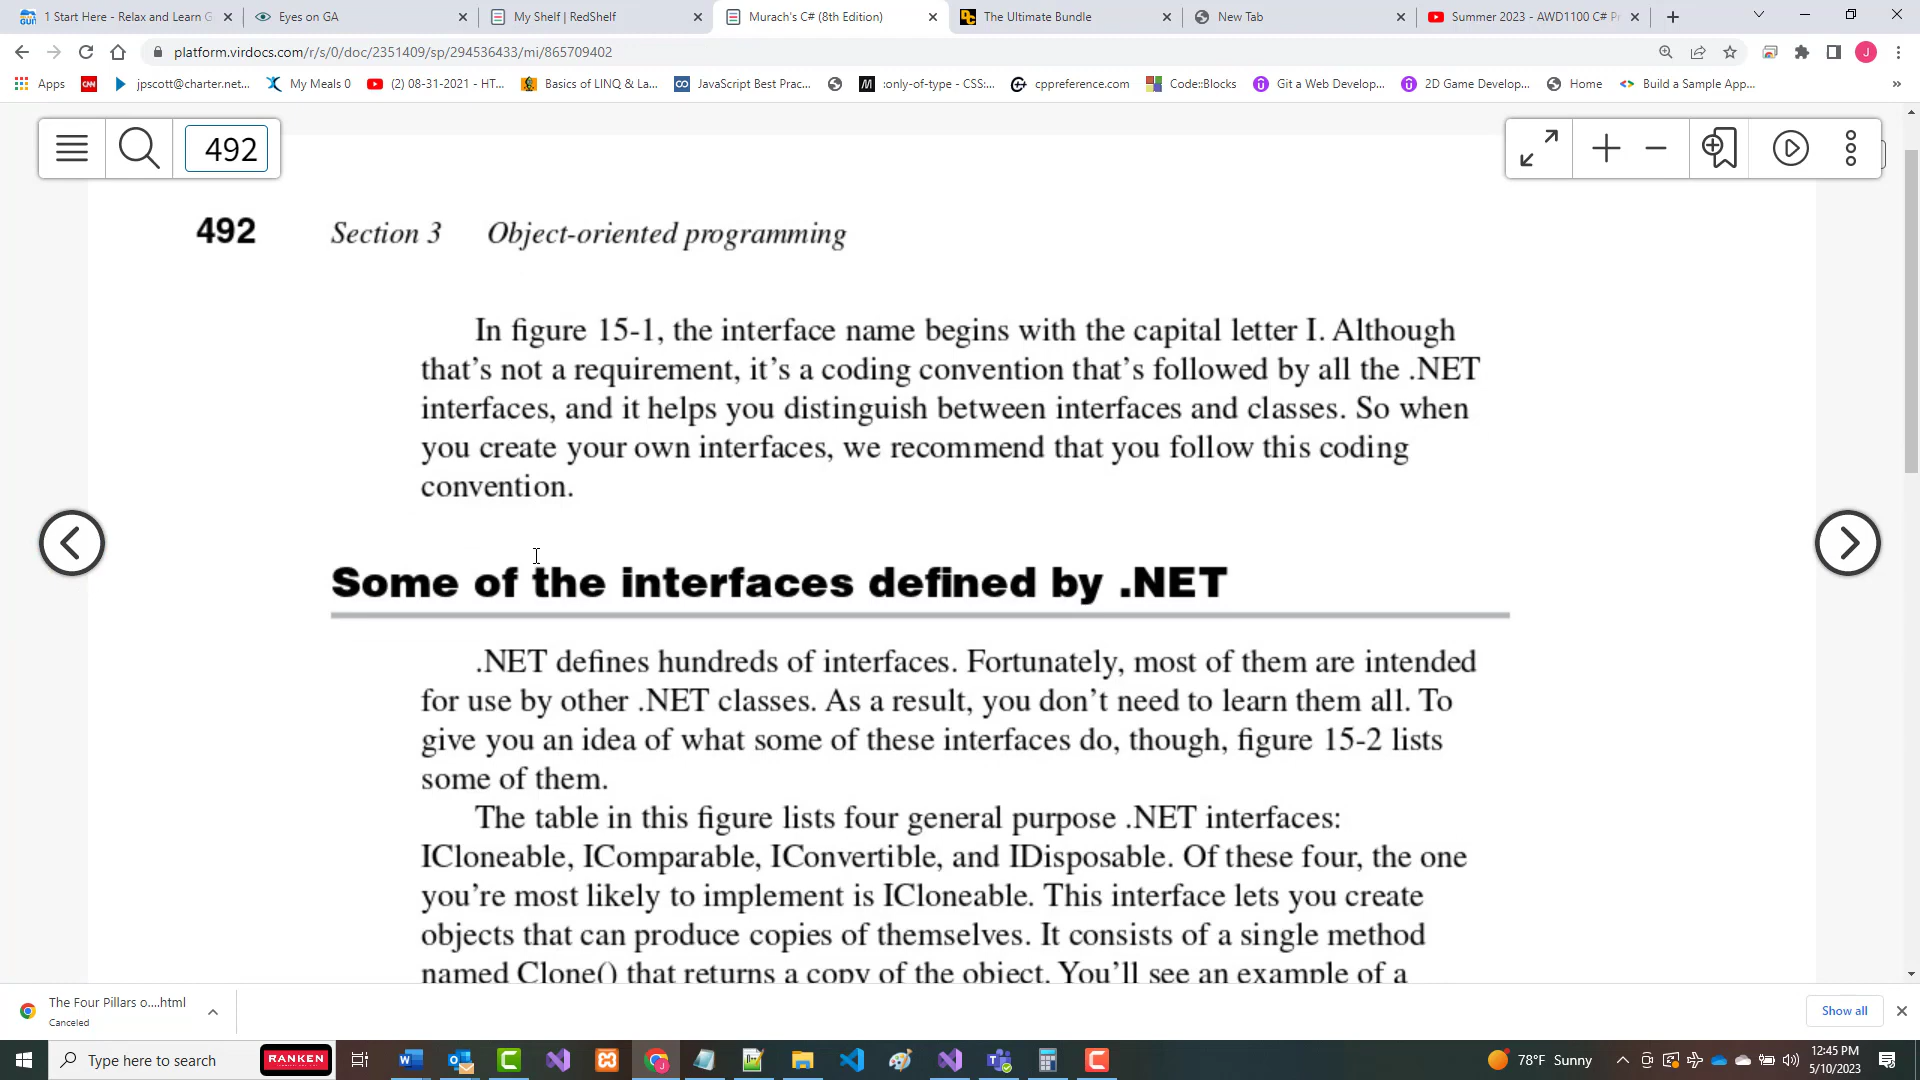 1 Start Here - Relax and Learn G
Eyes on GA
My Shelf | RedShelf
Murach's C# (8th Edition)
The Ultimate Bundle
New Tab
Summer 2023 - AWD1100 C# Pr
platform.virdocs.com/r/s/0/doc/2351409/sp/294536433/mi/865709402
J
Apps
CNN
jpscott@charter.net...
My Meals 0
(2) 08-31-2021 - HT...
Basics of LINQ & La...
JavaScript Best Prac...
:only-of-type - CSS:...
cppreference.com
Code::Blocks
Git a Web Develop...
2D Game Develop...
Home
Build a Sample App...
492
492 Section 3 Object-oriented programming
In figure 15-1, the interface name begins with the capital letter I. Although
that's not a requirement, it's a coding convention that's followed by all the .NET
interfaces, and it helps you distinguish between interfaces and classes. So when
you create your own interfaces, we recommend that you follow this coding
convention.
Some of the interfaces defined by .NET
.NET defines hundreds of interfaces. Fortunately, most of them are intended
for use by other .NET classes. As a result, you don't need to learn them all. To
give you an idea of what some of these interfaces do, though, figure 15-2 lists
some of them.
The table in this figure lists four general purpose .NET interfaces:
ICloneable, IComparable, IConvertible, and IDisposable. Of these four, the one
you're most likely to implement is ICloneable. This interface lets you create
objects that can produce copies of themselves. It consists of a single method
named Clone() that returns a copy of the object. You'll see an example of a
The Four Pillars o....html
Canceled
Show all
Type here to search
RANKEN
78°F Sunny
12:45 PM
5/10/2023